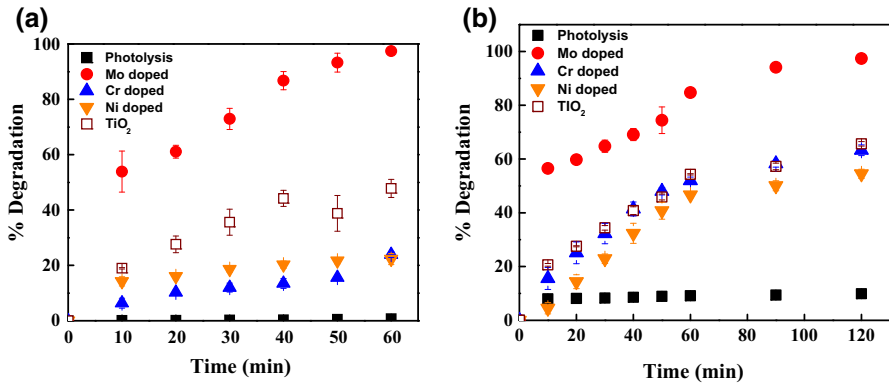 (a)
100
80
60
40
20
0
% Degradation
Photolysis
Mo doped
Cr doped
Ni doped
TiO2
0 10 20 30 40 50 60
Time (min)
(b)
100
80
60
40
20
0
% Degradation
Photolysis
Mo doped
Cr doped
Ni doped
TIO2
0 20 40 60 80 100 120
Time (min)